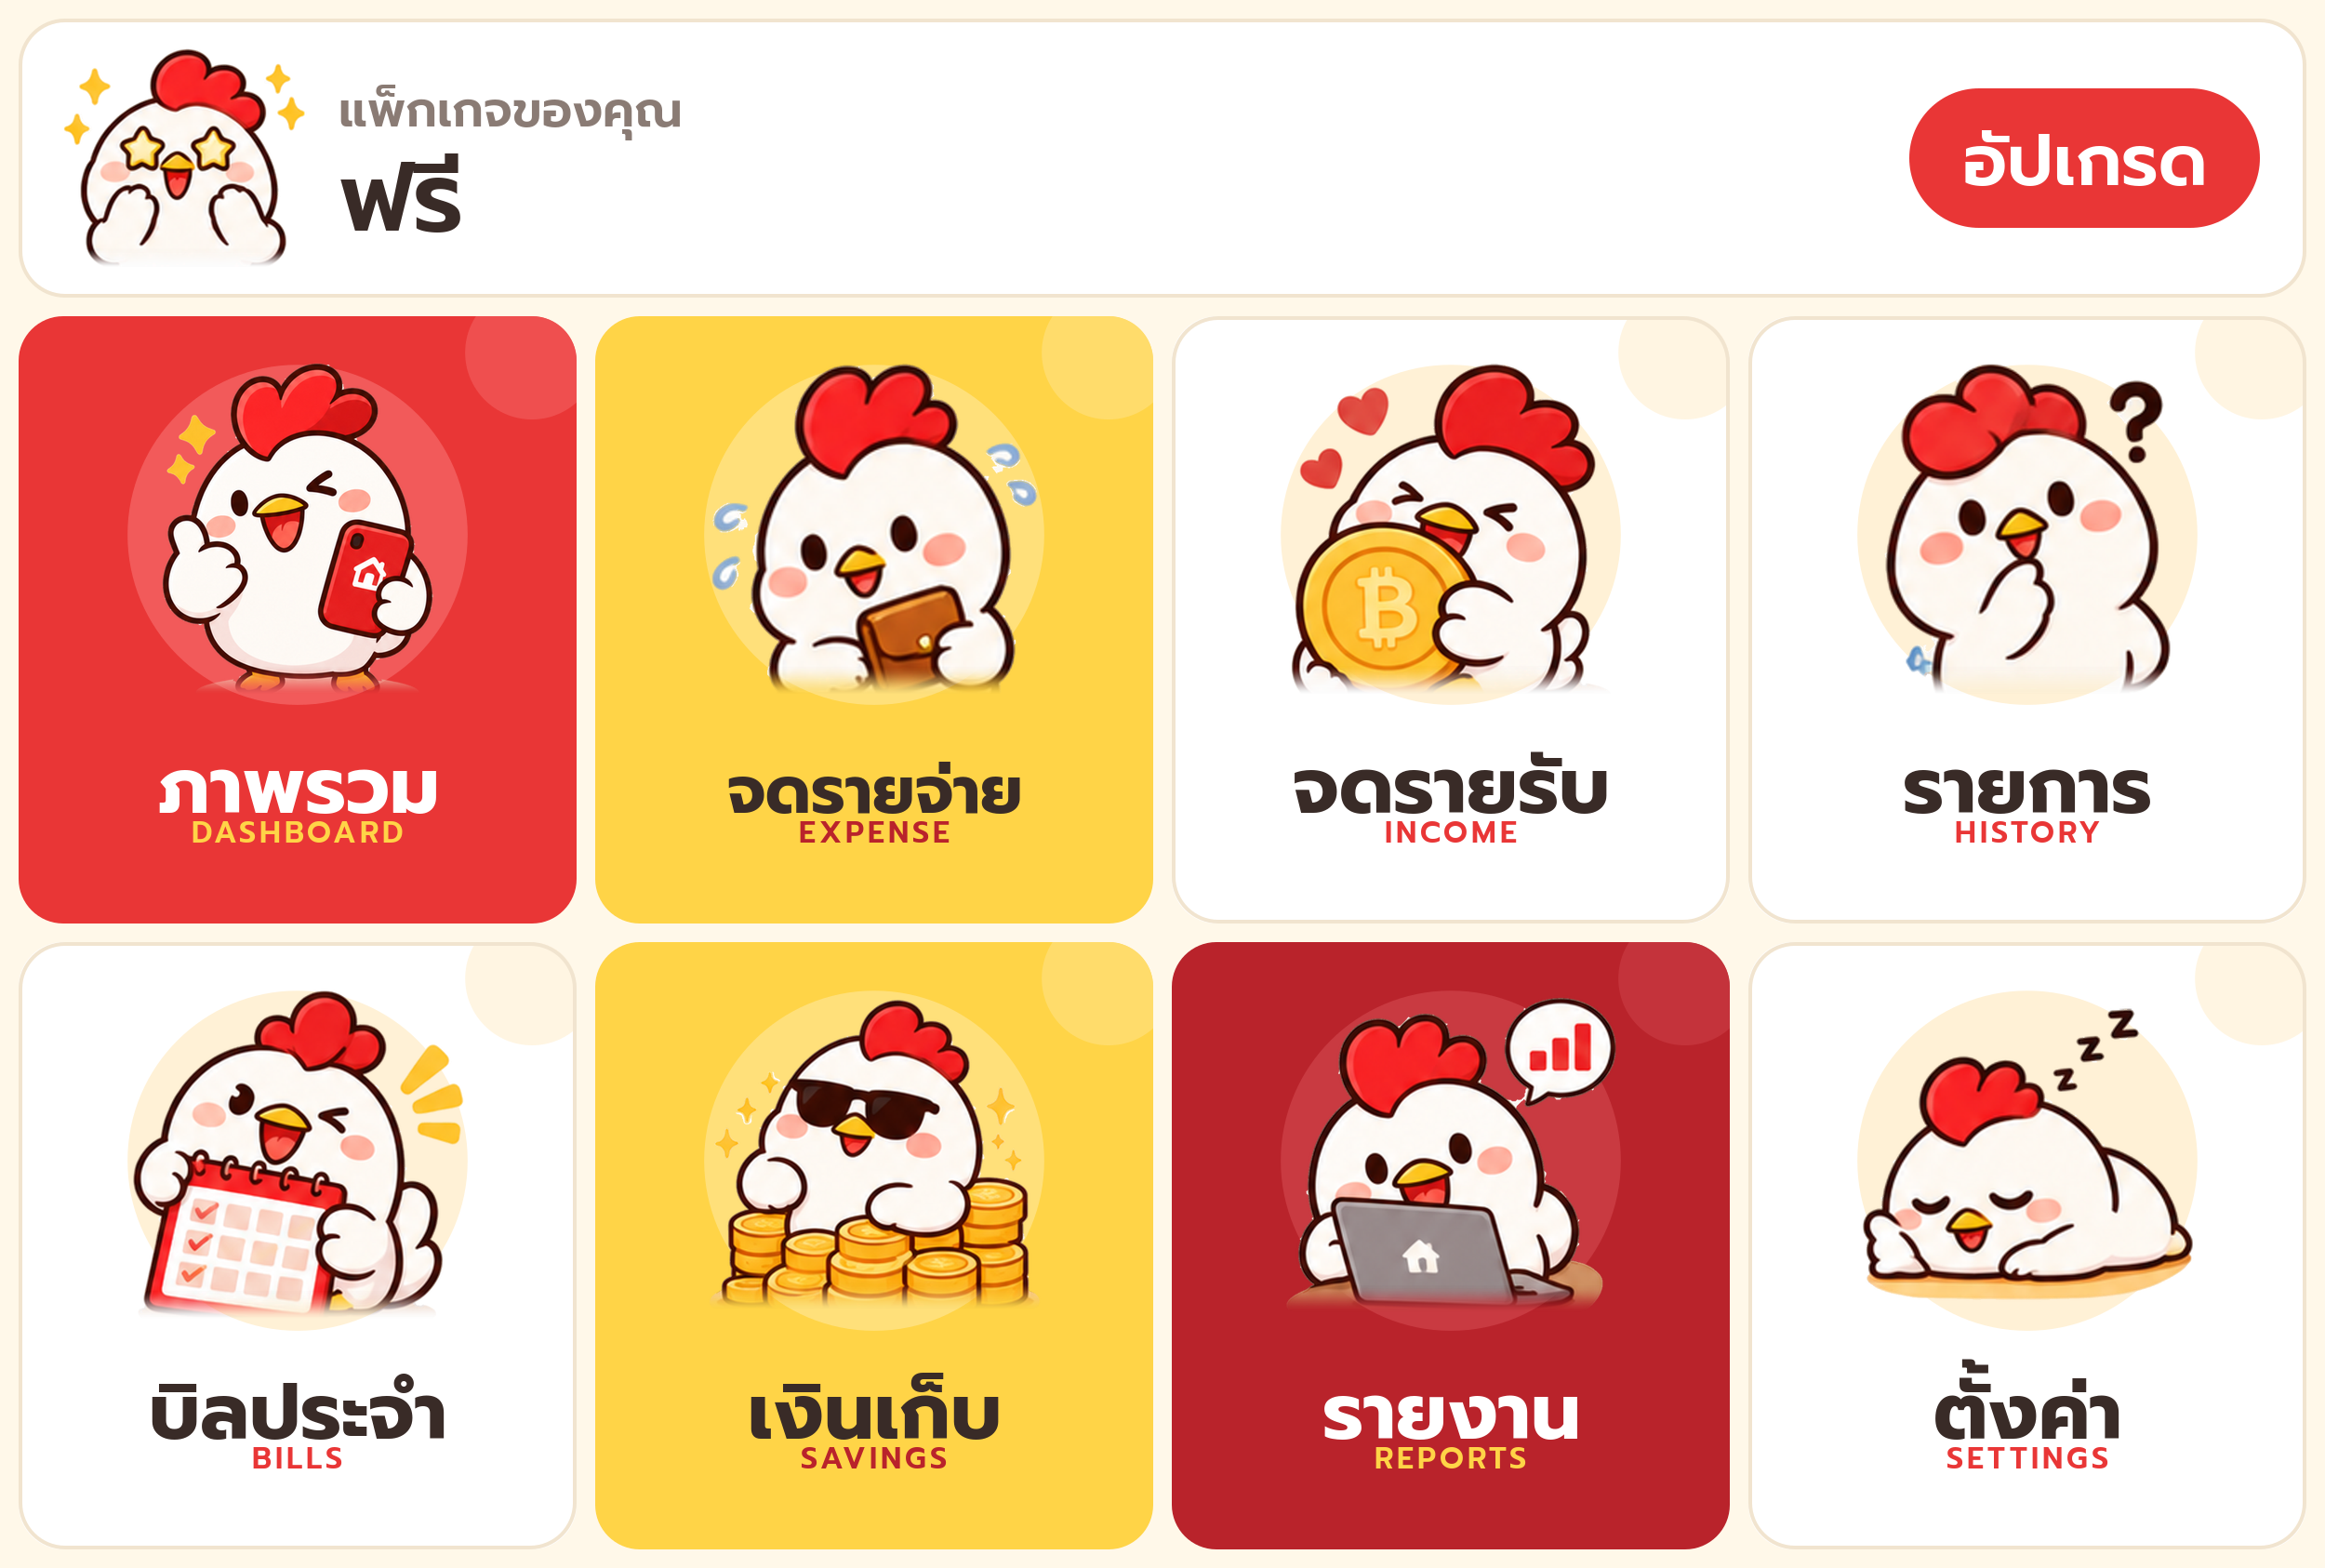 แพ็กเกจของคุณ
ฟรี
อัปเกรด
ภาพรวม
DASHBOARD
จดรายจ่าย
EXPENSE
จดรายรับ
INCOME
?
รายการ
HISTORY
บิลประจำ
BILLS
เงินเก็บ
SAVINGS
รายงาน
REPORTS
z z z
ตั้งค่า
SETTINGS